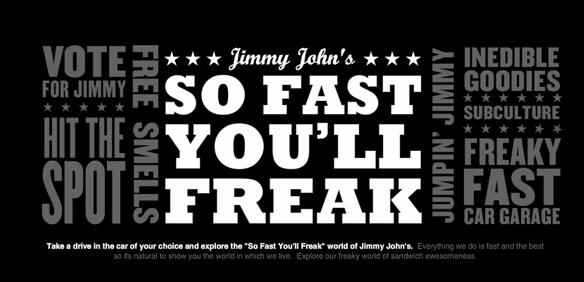 VOTE
FOR JIMMY
HIT THE
SPOT
FREE SMELLS
Jimmy John's
SO FAST
YOU'LL
FREAK
JUMPIN' JIMMY
INEDIBLE
GOODIES
SUBCULTURE
FREAKY
FAST
CAR GARAGE
Take a drive in the car of your choice and explore the "So Fast You'll Freak" world of Jimmy John's. Everything we do is fast and the best
so its natural to show you the world in which we live. Explore our freaky world of sandwich awesomeness.